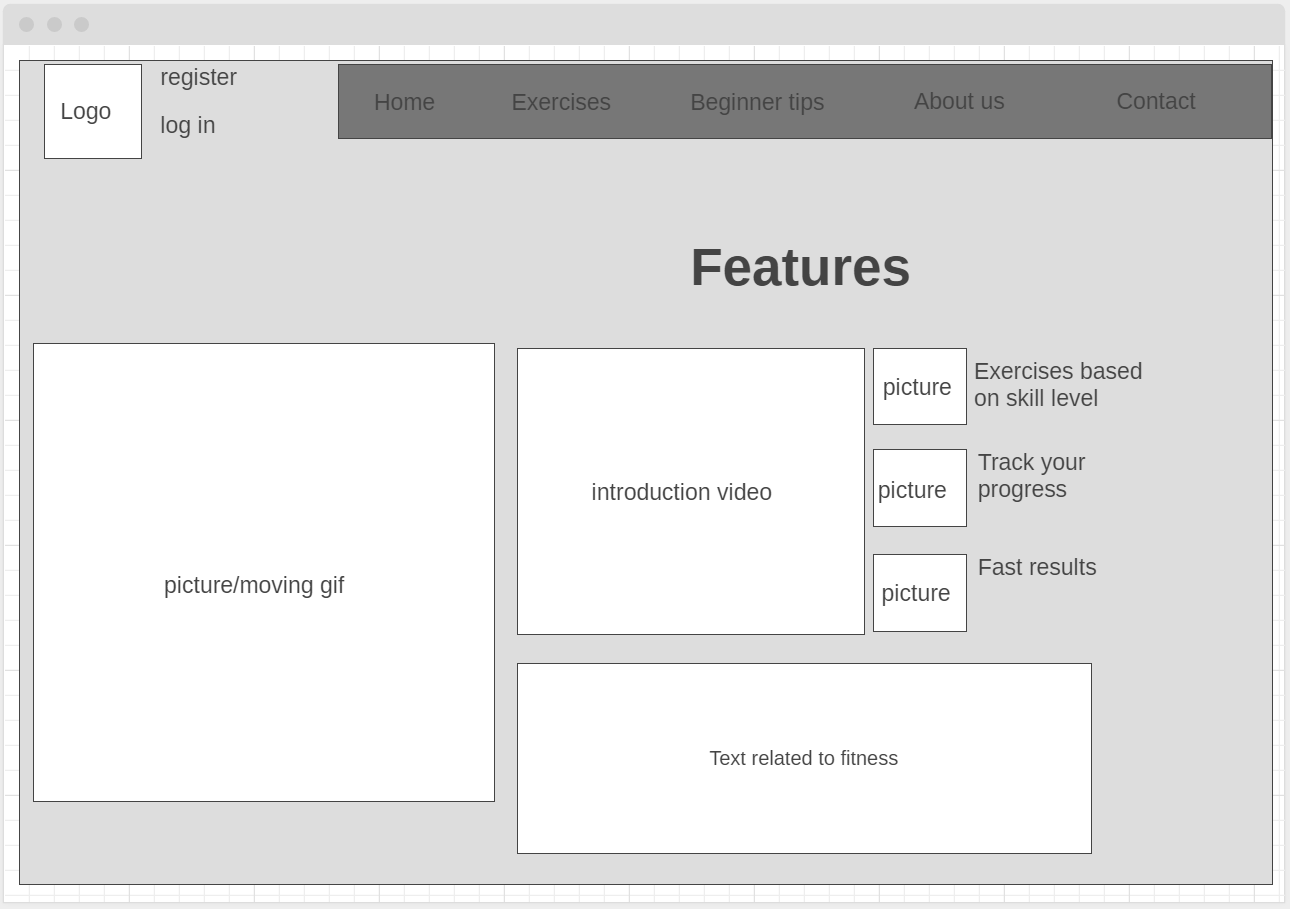 Logo
register
log in
Home
Exercises
Beginner tips
About us
Contact
Features
picture/moving gif
introduction video
picture
Exercises based
on skill level
picture
Track your
progress
picture
Fast results
Text related to fitness